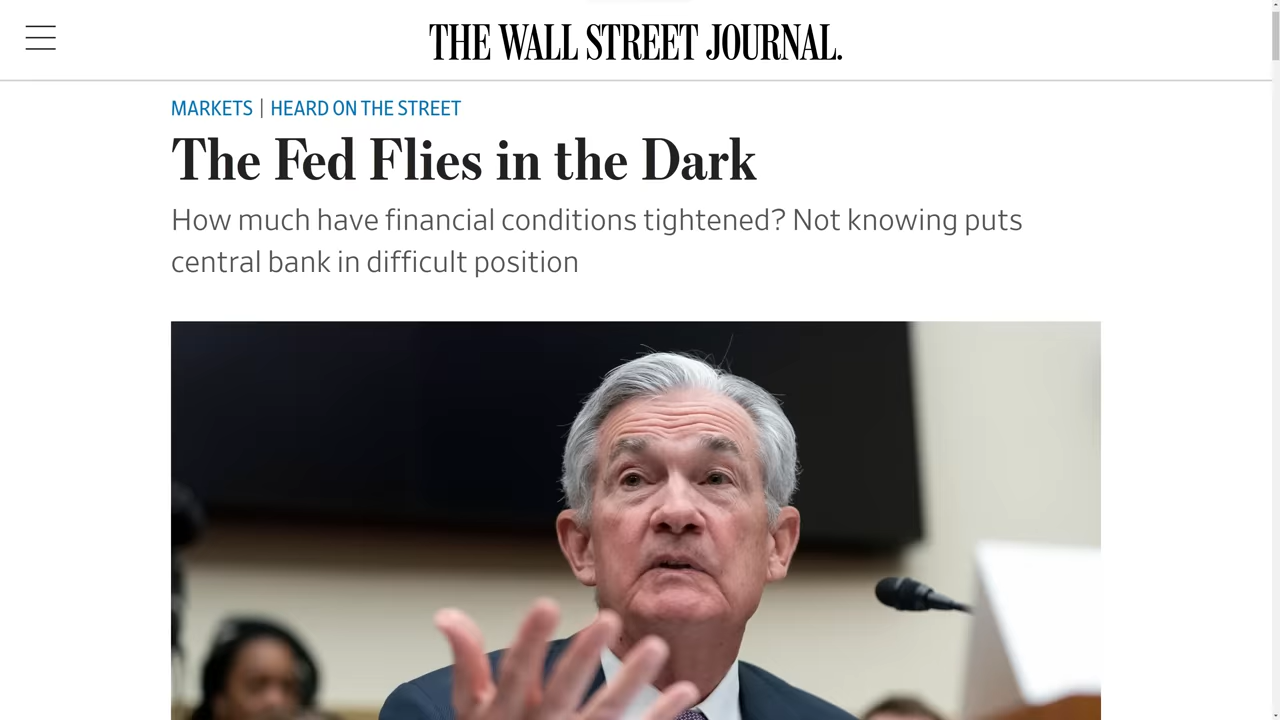 THE WALL STREET JOURNAL.
MARKETS | HEARD ON THE STREET
The Fed Flies in the Dark
How much have financial conditions tightened? Not knowing puts
central bank in difficult position